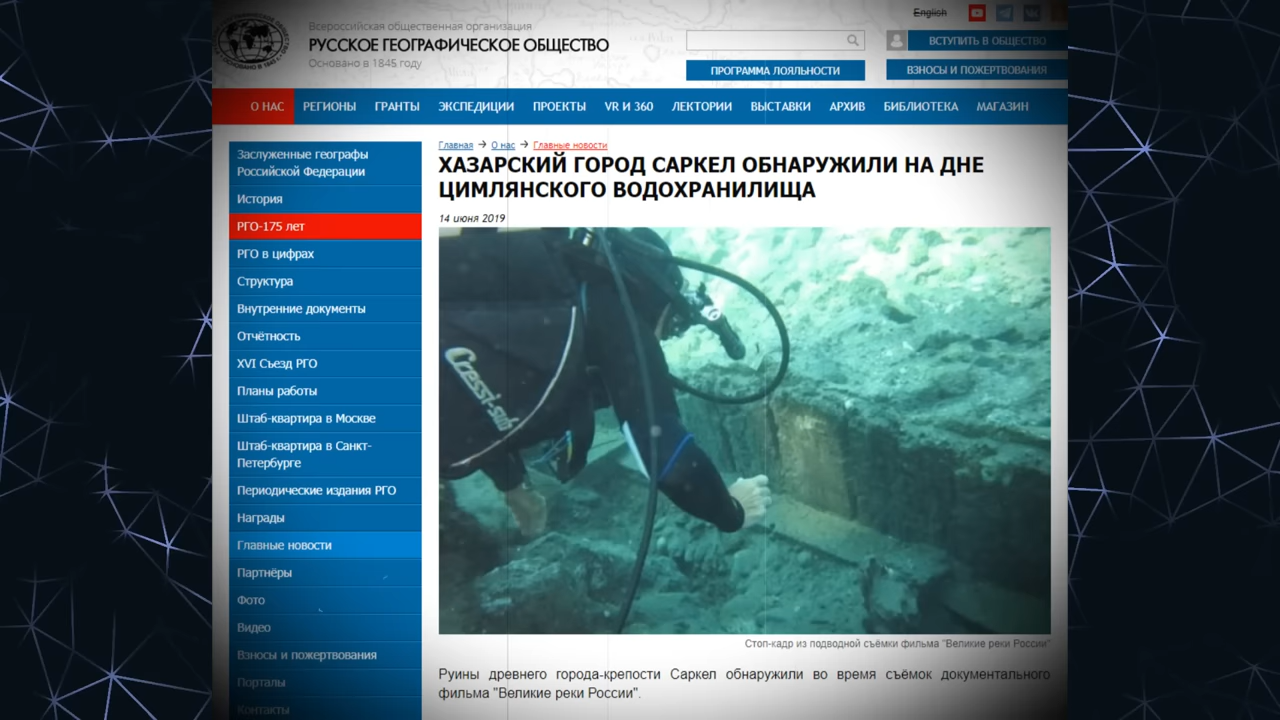 English
Всероссийская общественная организация
РУССКОЕ ГЕОГРАФИЧЕСКОЕ ОБЩЕСТВО
Основано в 1845 году
ВСТУПИТЬ В ОБЩЕСТВО
ПРОГРАММА ЛОЯЛЬНОСТИ
ВЗНОСЫ И ПОЖЕРТВОВАНИЯ
О НАС РЕГИОНЫ ГРАНТЫ ЭКСПЕДИЦИИ ПРОЕКТЫ VR И 360 ЛЕКТОРИИ ВЫСТАВКИ АРХИВ БИБЛИОТЕКА МАГАЗИН
Заслуженные географы
Российской Федерации
История
РГО-175 лет
РГО в цифрах
Структура
Внутренние документы
Отчётность
XVI Съезд РГО
Планы работы
Штаб-квартира в Москве
Штаб-квартира в Санкт-
Петербурге
Периодические издания РГО
Награды
Главные новости
Партнёры
Фото
Видео
Взносы и пожертвования
Порталы
Контакты
Главная → О нас → Главные новости
ХАЗАРСКИЙ ГОРОД САРКЕЛ ОБНАРУЖИЛИ НА ДНЕ
ЦИМЛЯНСКОГО ВОДОХРАНИЛИЩА
14 июня 2019
Cressi-sub
Стоп-кадр из подводной съёмки фильма "Великие реки России"
Руины древнего города-крепости Саркел обнаружили во время съёмок документального
фильма "Великие реки России".